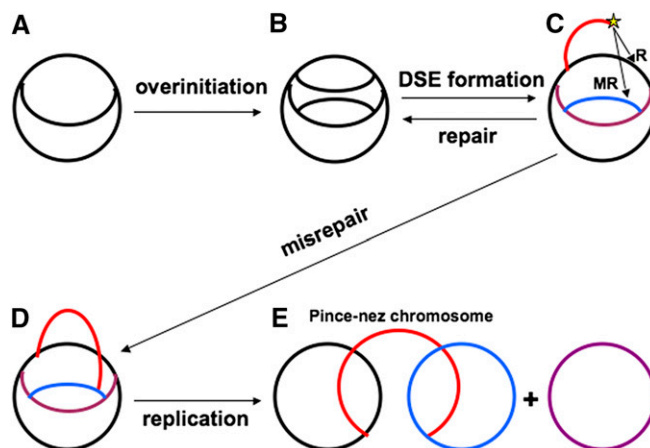 A
B
C
overinitiation
DSE formation
repair
R
MR
misrepair
D
E
Pince-nez chromosome
replication
+